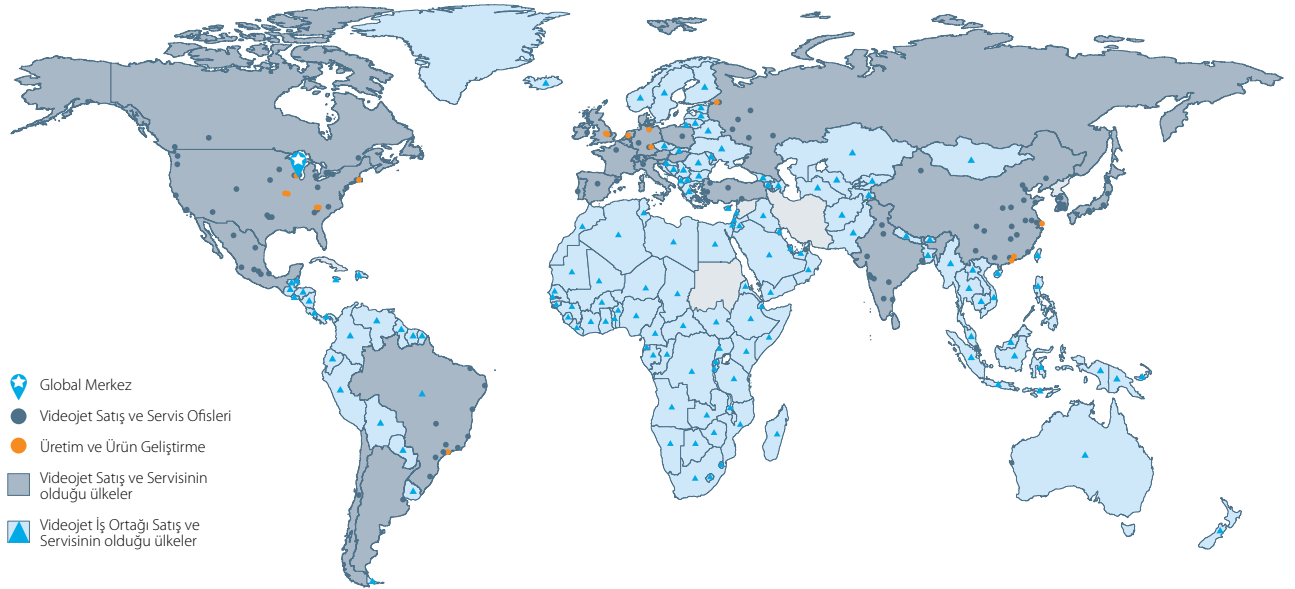 Global Merkez
Videojet Satış ve Servis Ofisleri
Üretim ve Ürün Geliştirme
Videojet Satış ve Servisinin
olduğu ülkeler
Videojet İş Ortağı Satış ve
Servisinin olduğu ülkeler